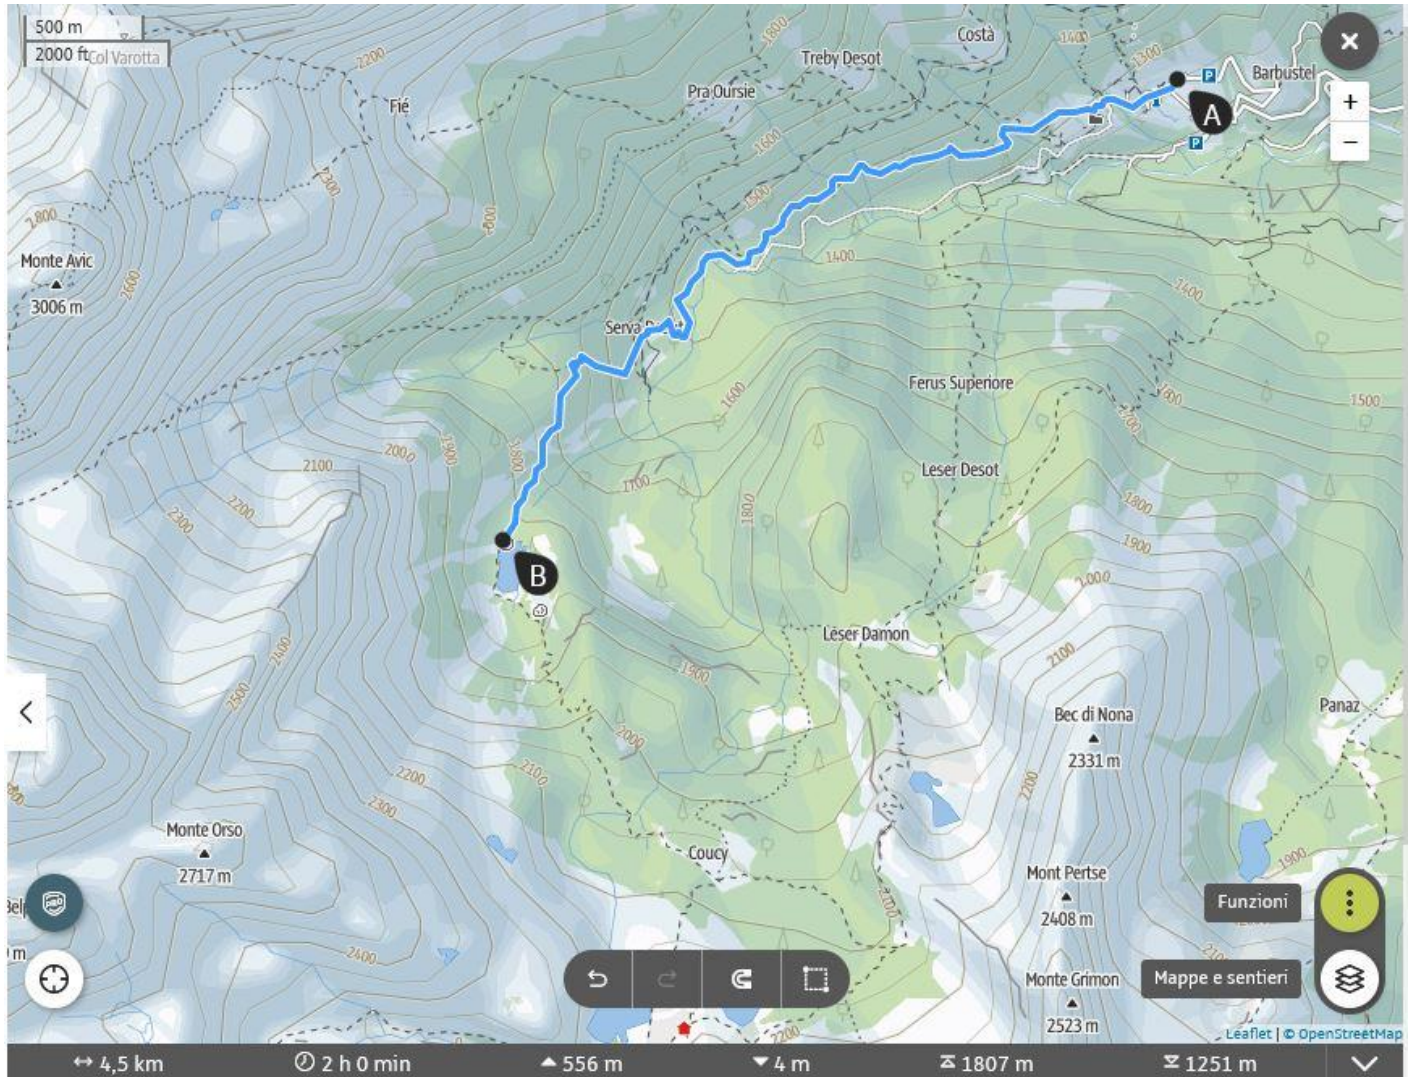 500 m
2000 ft
Col Varotta
2200
Fié
Pra Oursie
Treby Desot
1800
Costà
1400
1300
P
Barbustel
A
P
+
−
1600
1500
2300
2800
Monte Avic
3006 m
2600
1400
1400
Serva
1600
Ferus Superiore
1800
1700
1500
2100
2000
1900
1800
1700
Leser Desot
1800
1800
1900
2000
2200
2300
B
2400
2500
Leser Damon
2100
1900
2000
Bec di Nona
2331 m
Panaz
2200
2100
2200
2300
Monte Orso
2717 m
Coucy
Mont Pertse
2408 m
1900
2100
PRO
m
2400
Funzioni
Mappe e sentieri
Monte Grimon
2523 m
2200
Leaflet | © OpenStreetMap
4,5 km
2 h 0 min
556 m
4 m
1807 m
1251 m